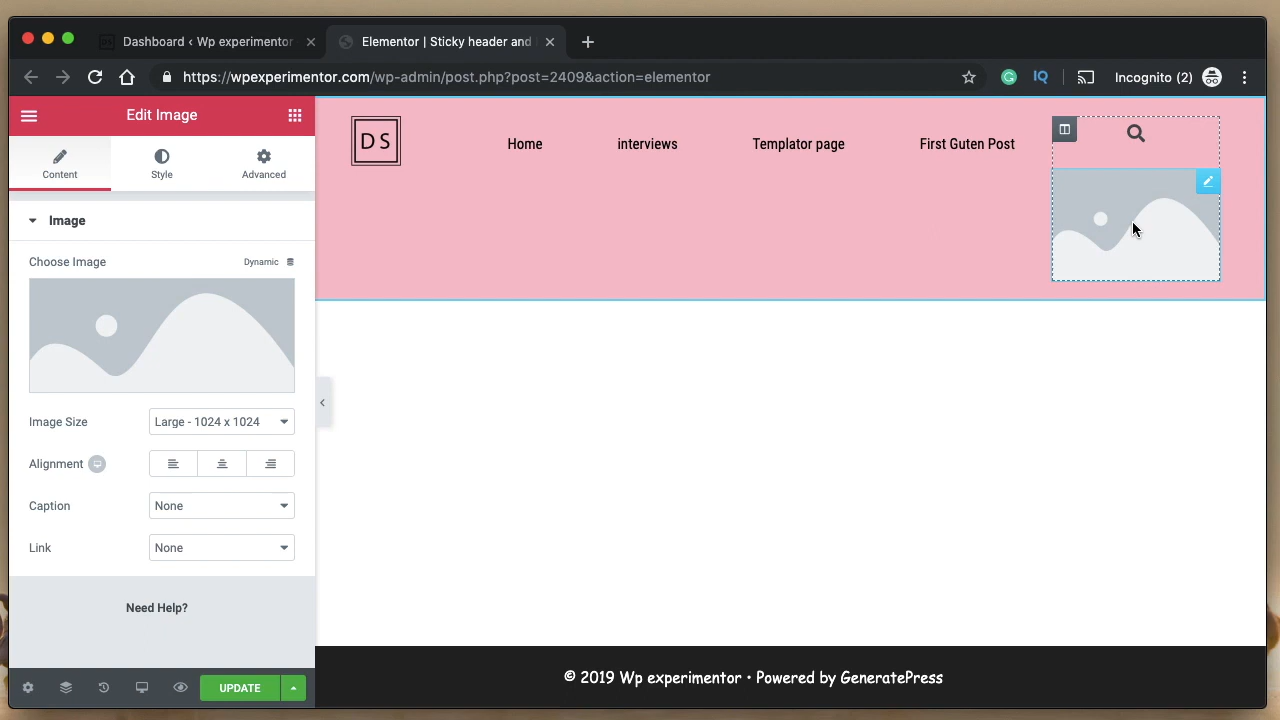 Dashboard ‹ Wp experimentor
Elementor | Sticky header and
https://wpexperimentor.com/wp-admin/post.php?post=2409&action=elementor
IQ
Incognito (2)
Edit Image
Content
Style
Advanced
Image
Choose Image
Dynamic
Image Size
Large - 1024 x 1024
Alignment
Caption
None
Link
None
Need Help?
UPDATE
DS
Home
interviews
Templator page
First Guten Post
© 2019 Wp experimentor • Powered by GeneratePress